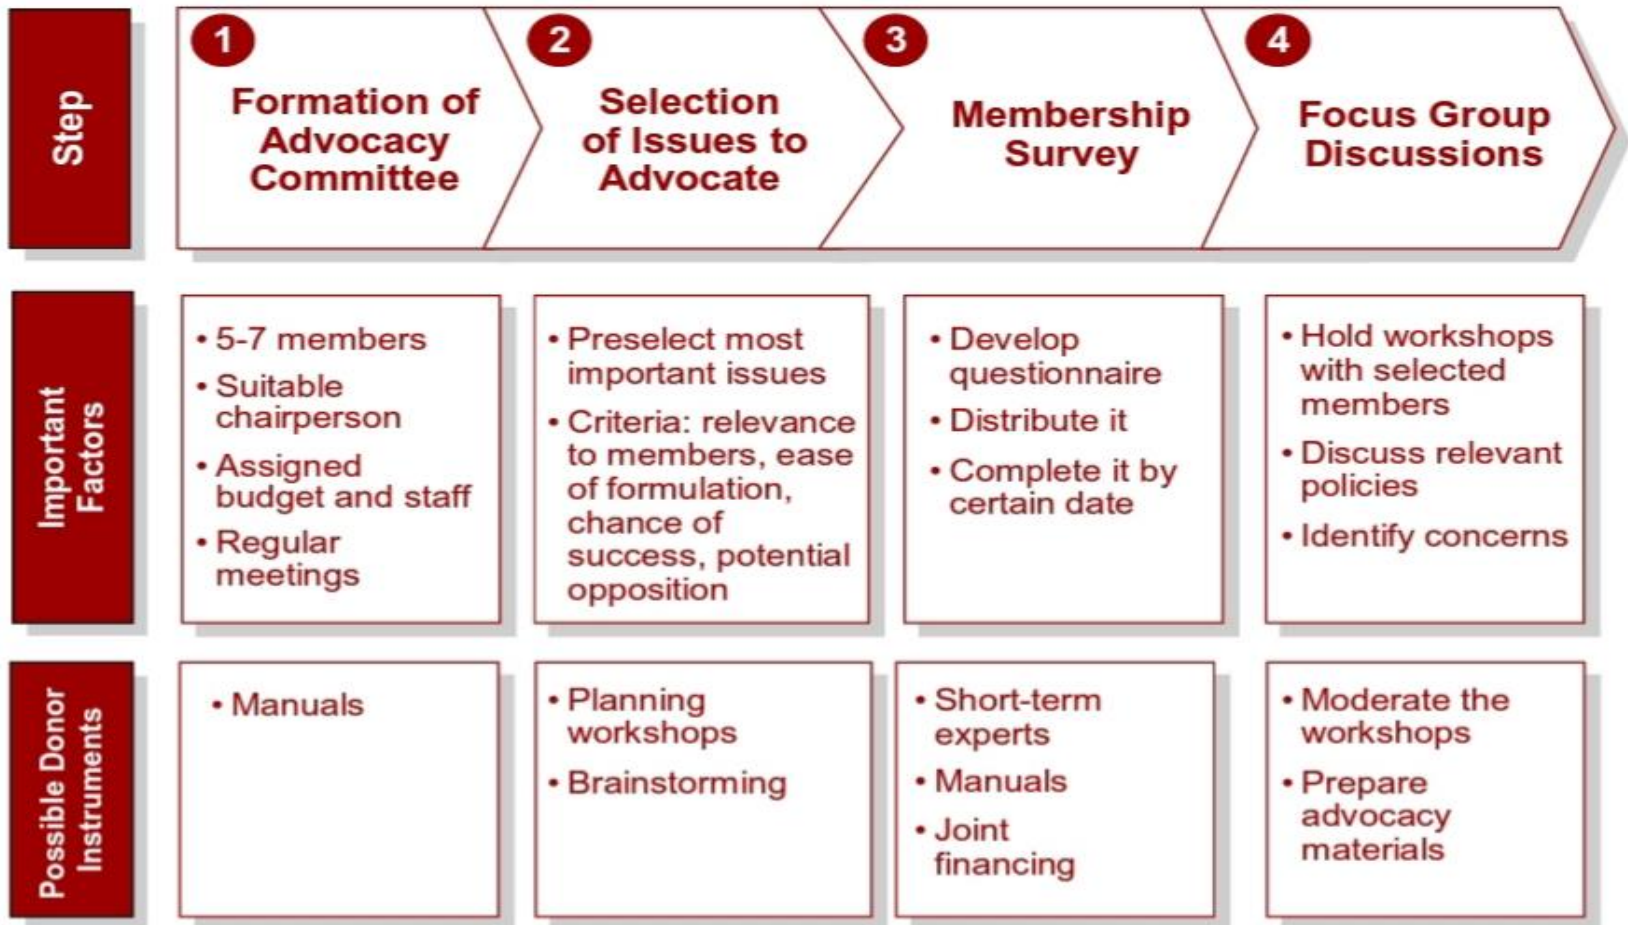 Step
1
Formation of
Advocacy
Committee
2
Selection
of Issues to
Advocate
3
Membership
Survey
4
Focus Group
Discussions
Important
Factors
• 5-7 members
• Suitable
chairperson
• Assigned
budget and staff
• Regular
meetings
• Preselect most
important issues
• Criteria: relevance
to members, ease
of formulation,
chance of
success, potential
opposition
• Develop
questionnaire
• Distribute it
• Complete it by
certain date
• Hold workshops
with selected
members
• Discuss relevant
policies
• Identify concerns
Possible Donor
Instruments
• Manuals
• Planning
workshops
• Brainstorming
• Short-term
experts
• Manuals
• Joint
financing
• Moderate the
workshops
• Prepare
advocacy
materials